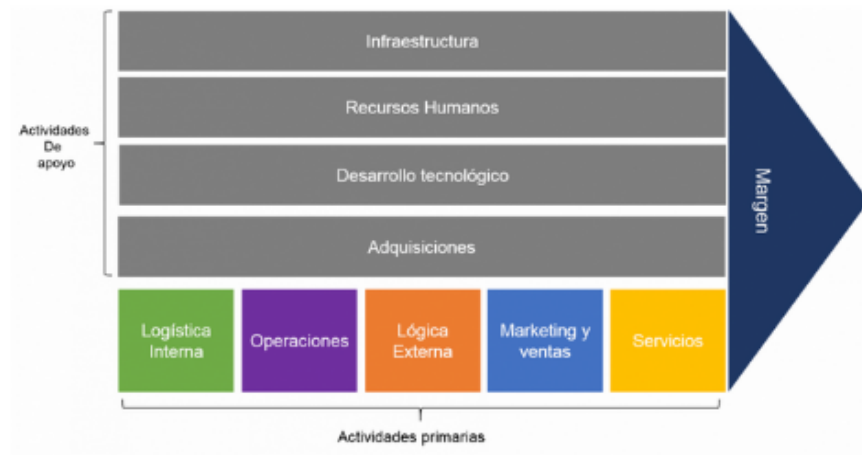 Infraestructura
Recursos Humanos
Actividades
De
apoyo
Desarrollo tecnológico
Adquisiciones
Margen
Logística
Interna
Operaciones
Lógica
Externa
Marketing y
ventas
Servicios
Actividades primarias